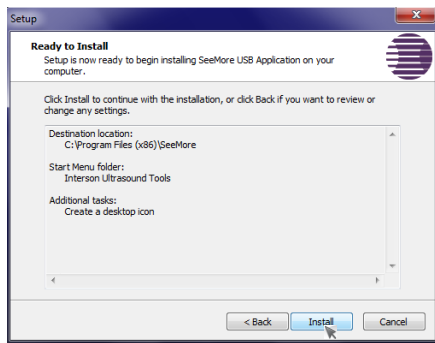 Setup
Ready to Install
Setup is now ready to begin installing SeeMore USB Application on your
computer.
Click Install to continue with the installation, or click Back if you want to review or
change any settings.
Destination location:
C:\Program Files (x86)\SeeMore
Start Menu folder:
Interson Ultrasound Tools
Additional tasks:
Create a desktop icon
< Back Install Cancel